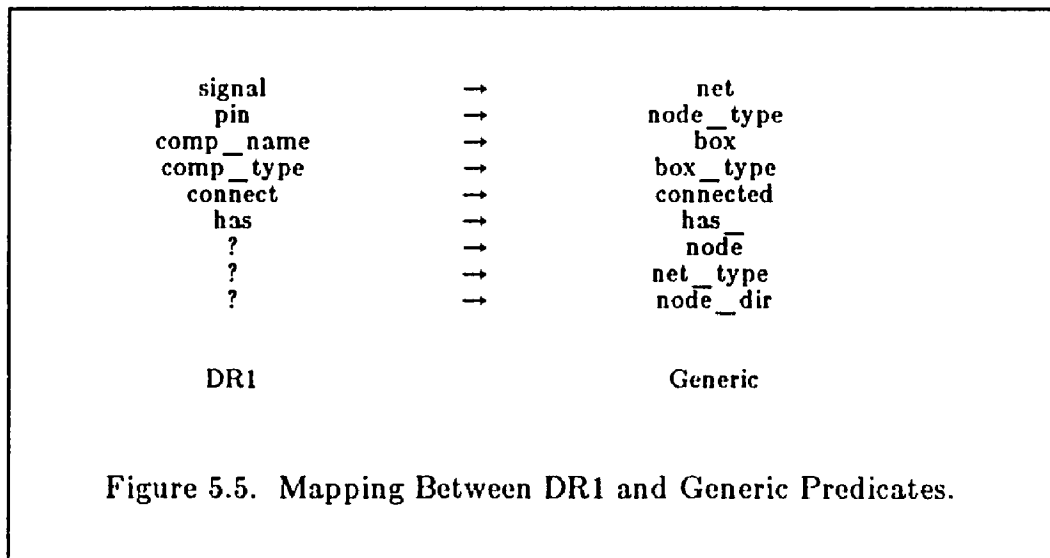 signal → net
pin → node_type
comp_name → box
comp_type → box_type
connect → connected
has → has_
? → node
? → net_type
? → node_dir
DR1 Generic
Figure 5.5. Mapping Between DR1 and Generic Predicates.